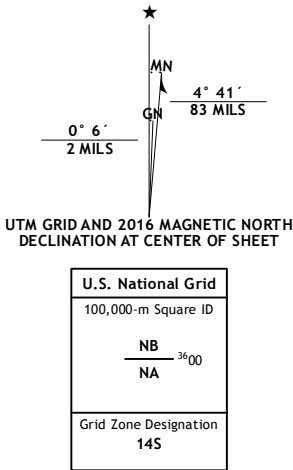 ★
MN
GN
4° 41´
83 MILS
0° 6´
2 MILS
UTM GRID AND 2016 MAGNETIC NORTH
DECLINATION AT CENTER OF SHEET
U.S. National Grid
100,000-m Square ID
NB
3600
NA
Grid Zone Designation
14S